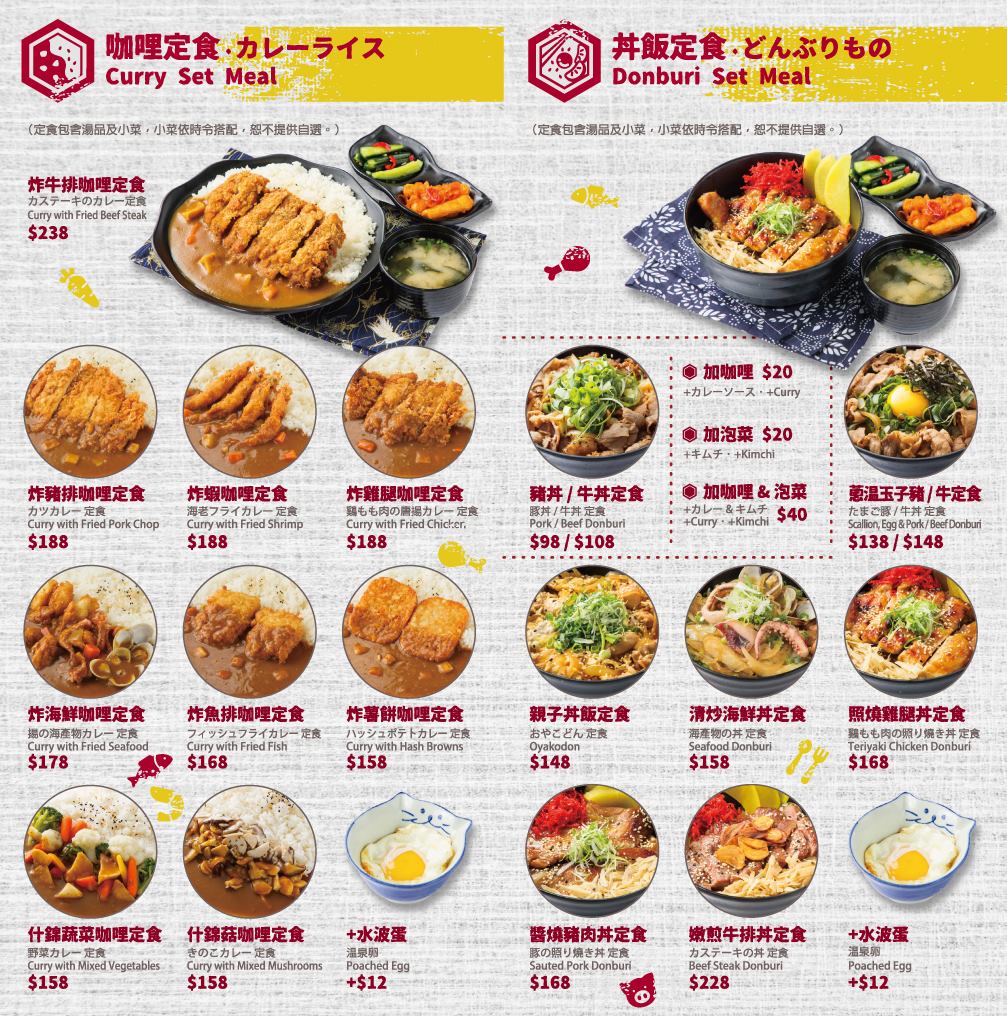 咖哩定食・カレーライス
Curry Set Meal
（定食包含湯品及小菜，小菜依時令搭配，恕不提供自選。）
炸牛排咖哩定食
カステーキのカレー定食
Curry with Fried Beef Steak
$238
炸豬排咖哩定食
カツカレー 定食
Curry with Fried Pork Chop
$188
炸蝦咖哩定食
海老フライカレー 定食
Curry with Fried Shrimp
$188
炸雞腿咖哩定食
鶏もも肉の唐揚カレー 定食
Curry with Fried
$188
炸海鮮咖哩定食
揚の海產物カレー 定食
Curry with Fried Seafood
$178
炸魚排咖哩定食
フィッシュフライカレー 定食
Curry with Fried Fish
$168
炸薯餅咖哩定食
ハッシュポテトカレー 定食
Curry with Hash Browns
$158
什錦蔬菜咖哩定食
野菜カレー 定食
Curry with Mixed Vegetables
$158
什錦菇咖哩定食
きのこカレー 定食
Curry with Mixed Mushrooms
$158
+水波蛋
温泉卵
Poached Egg
+$12
丼飯定食・どんぶりもの
Donburi Set Meal
（定食包含湯品及小菜，小菜依時令搭配，恕不提供自選。）
豬丼 / 牛丼定食
豚丼 / 牛丼 定食
Pork / Beef Donburi
$98 / $108
加咖哩 $20
+カレーソース・+Curry
加泡菜 $20
+キムチ・+Kimchi
加咖哩 & 泡菜
+カレー & キムチ
+Curry・+Kimchi $40
蔥溫玉子豬 / 牛定食
たまご豚 / 牛丼 定食
Scallion, Egg & Pork / Beef Donburi
$138 / $148
親子丼飯定食
おやこどん 定食
Oyakodon
$148
清炒海鮮丼定食
海產物の丼 定食
Seafood Donburi
$158
照燒雞腿丼定食
鶏もも肉の照り焼き丼 定食
Teriyaki Chicken Donburi
$168
醬燒豬肉丼定食
豚の照り焼き丼 定食
Sauted Pork Donburi
$168
嫩煎牛排丼定食
カステーキの丼 定食
Beef Steak Donburi
$228
+水波蛋
温泉卵
Poached Egg
+$12